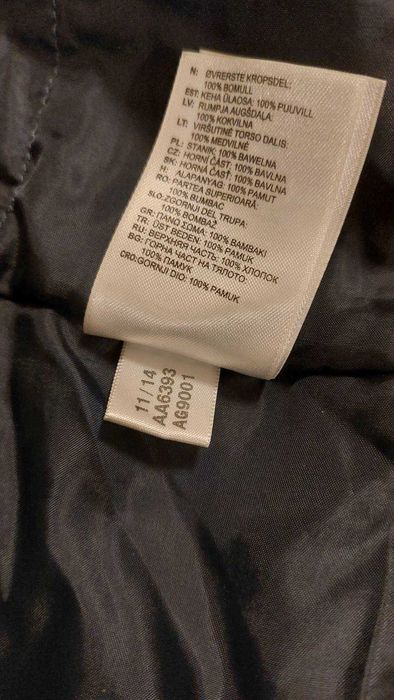 N: ØVRERSTE KROPSDEL:
100% BOMULL
EST: KEHA ÜLAOSA: 100% PUUVILL
LV: RUMPJA AUGŠDAĻA:
100% KOKVILNA
LT: VIRŠUTINĖ TORSO DALIS:
100% MEDVILNĖ
PL: STANIK: 100% BAWEŁNA
CZ: HORNÍ ČÁST: 100% BAVLNA
SK: HORNÁ ČASŤ: 100% BAVLNA
H: ALAPANYAG: 100% PAMUT
RO: PARTEA SUPERIOARĂ:
100% BUMBAC
SLO: ZGORNJI DEL TRUPA:
100% BOMBAŽ
GR: ΠΑΝΩ ΣΩΜΑ: 100% BAMBAKI
TR: ÜST BEDEN: 100% PAMUK
RU: ВЕРХНЯЯ ЧАСТЬ: 100% ХЛОПОК
BG: ГОРНА ЧАСТ НА ТЯЛОТО:
100% ПАМУК
CRO: GORNJI DIO: 100% PAMUK
11/14
AA6393
AG9001